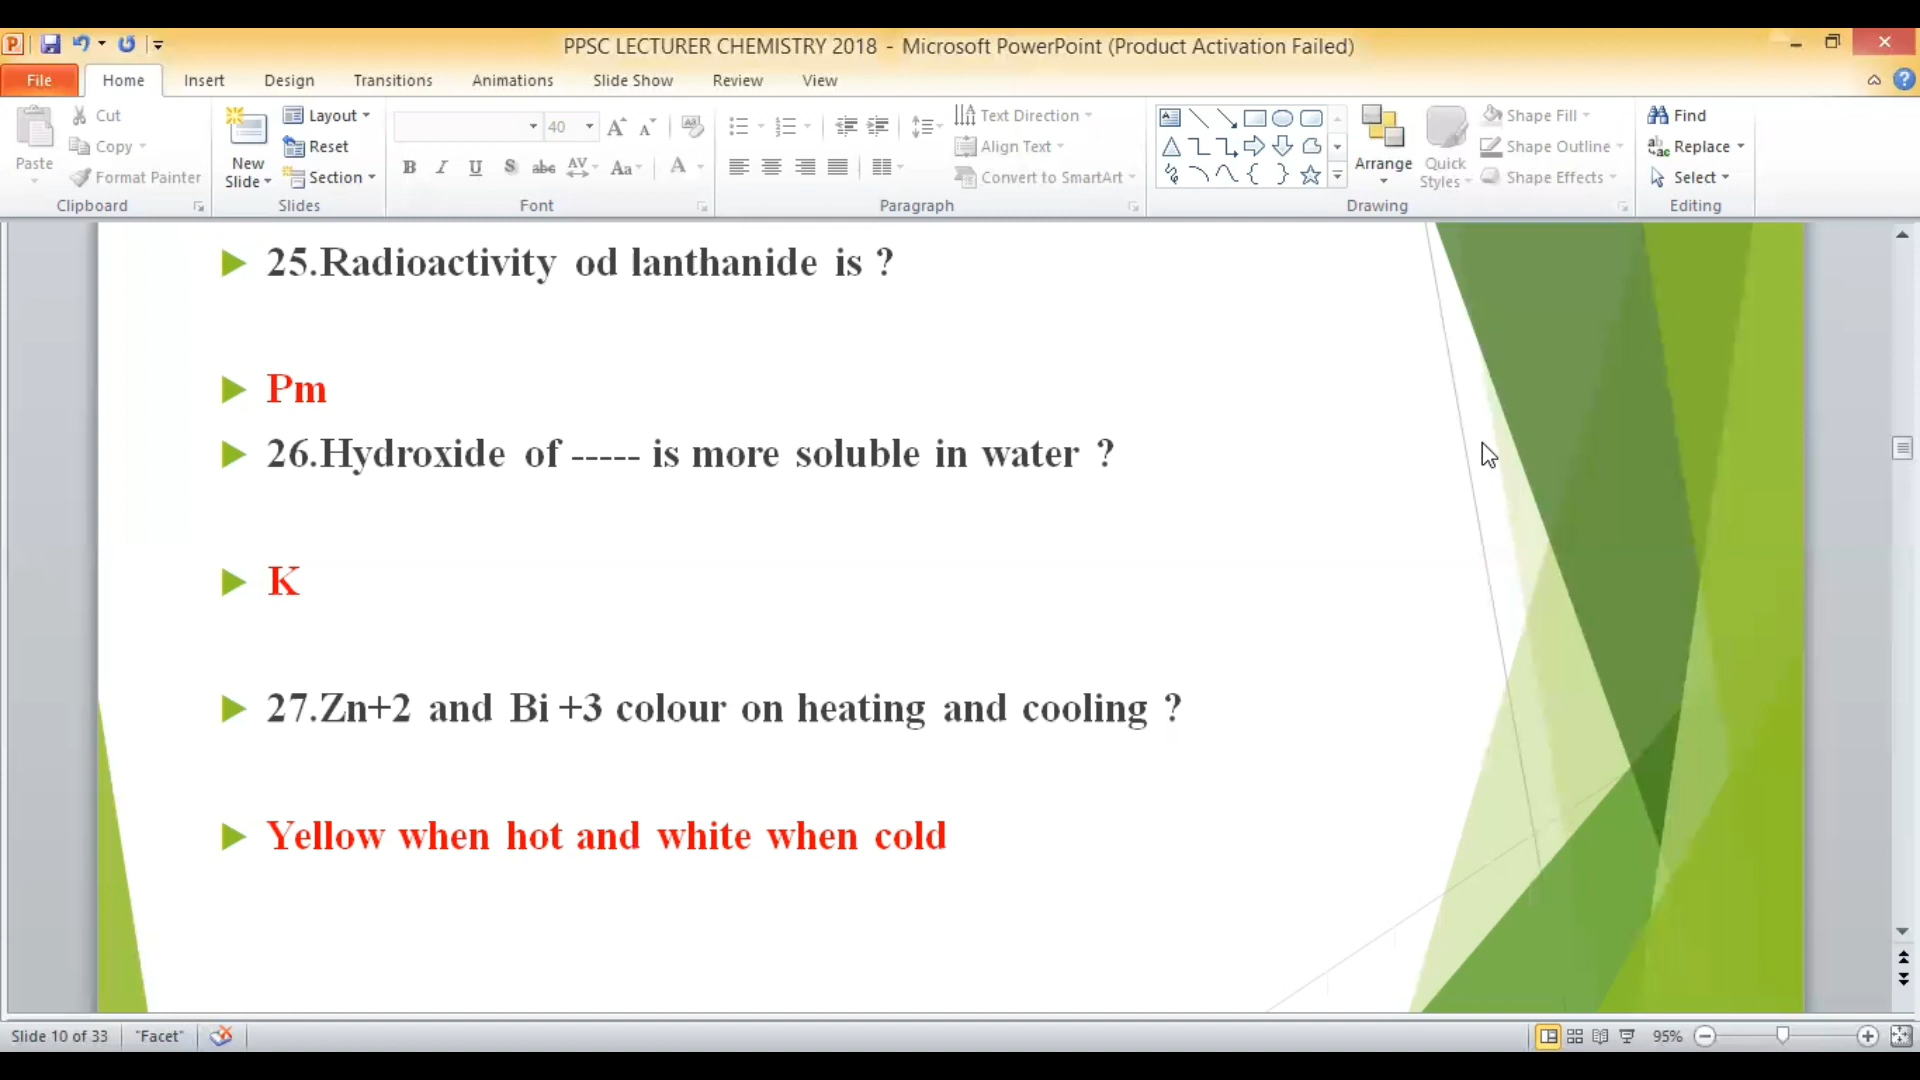 PPSC LECTURER CHEMISTRY 2018 - Microsoft PowerPoint (Product Activation Failed)
File Home Insert Design Transitions Animations Slide Show Review View
Paste
Cut
Copy
Format Painter
Clipboard
New Slide
Layout
Reset
Section
Slides
40
B I U S abc AV Aa A
Font
Text Direction
Align Text
Convert to SmartArt
Paragraph
Arrange
Quick Styles
Shape Fill
Shape Outline
Shape Effects
Drawing
Find
Replace
Select
Editing
25.Radioactivity od lanthanide is ?
Pm
26.Hydroxide of ----- is more soluble in water ?
K
27.Zn+2 and Bi +3 colour on heating and cooling ?
Yellow when hot and white when cold
Slide 10 of 33 "Facet" 95%